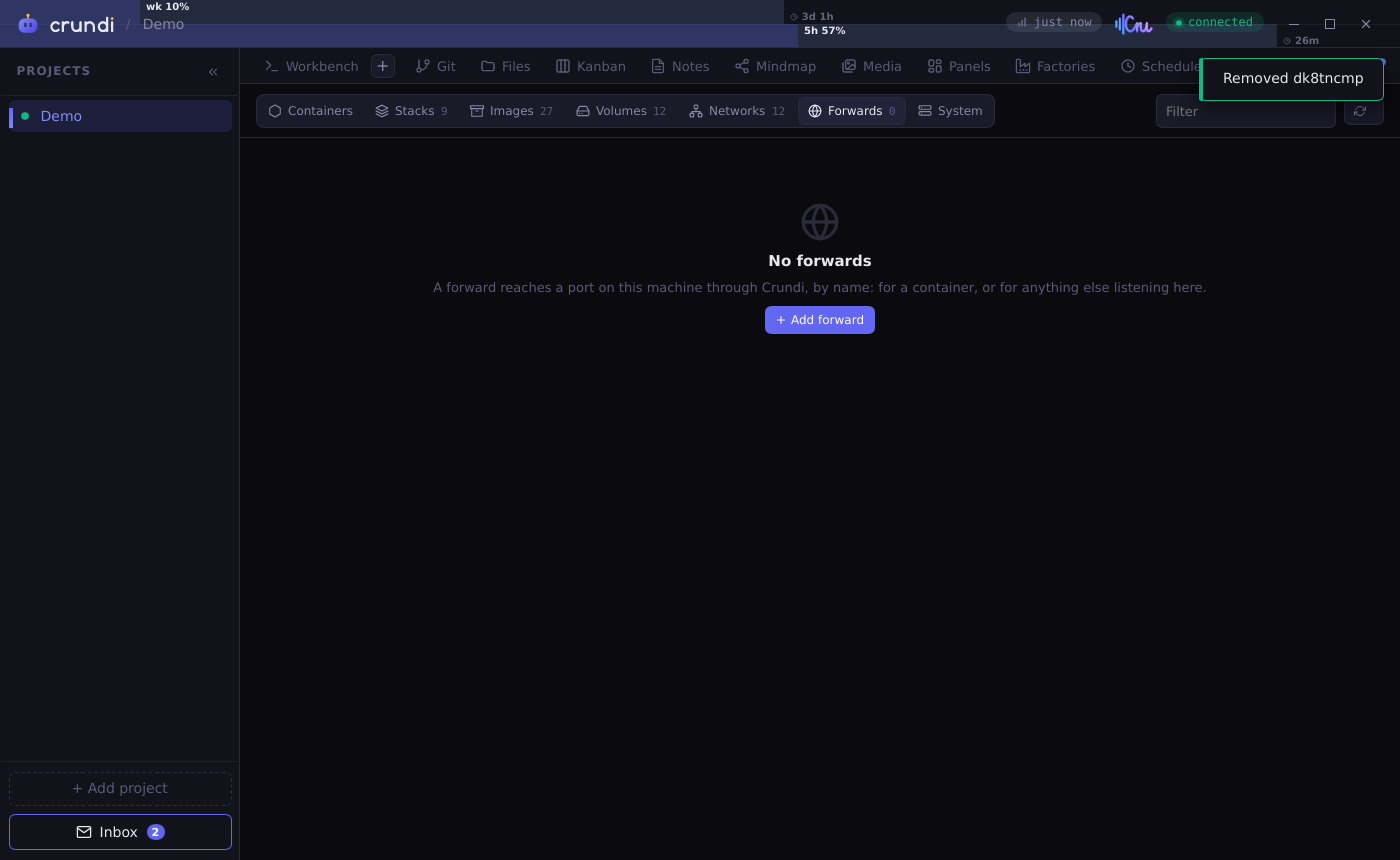 wk 10%
crundi / Demo
3d 1h
5h 57%
just now
Cru
connected
26m
PROJECTS
Demo
Workbench + Git Files Kanban Notes Mindmap Media Panels Factories Schedule
Removed dk8tncmp
Containers Stacks 9 Images 27 Volumes 12 Networks 12 Forwards 0 System
Filter
No forwards
A forward reaches a port on this machine through Crundi, by name: for a container, or for anything else listening here.
+ Add forward
+ Add project
Inbox 2